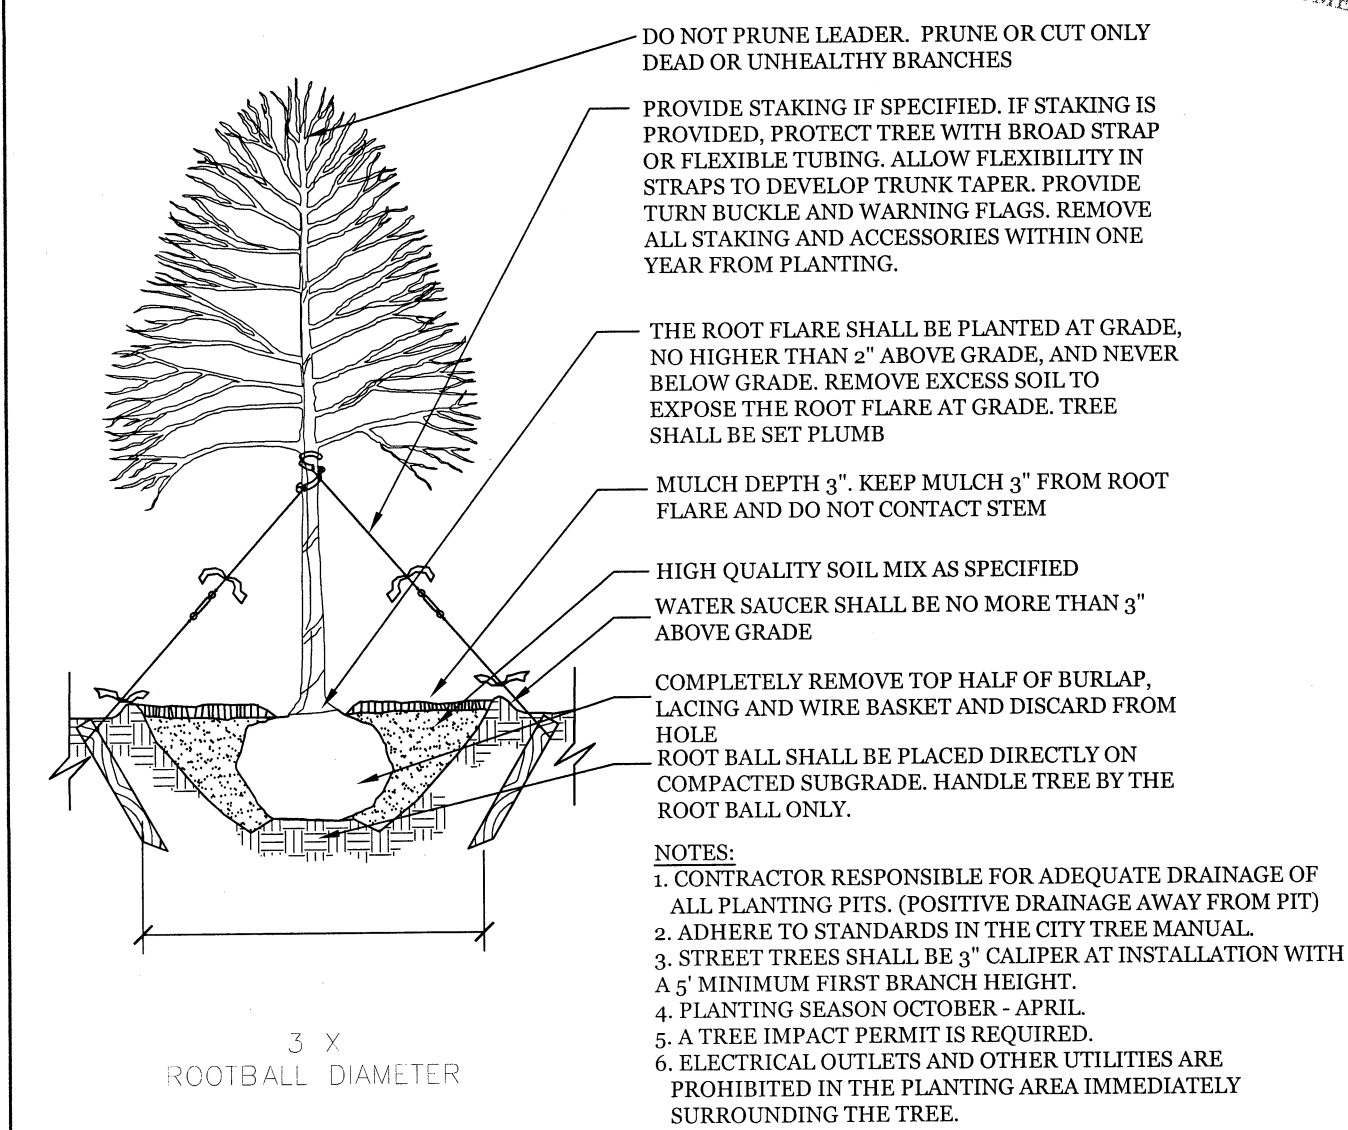 DO NOT PRUNE LEADER. PRUNE OR CUT ONLY
DEAD OR UNHEALTHY BRANCHES
PROVIDE STAKING IF SPECIFIED. IF STAKING IS
PROVIDED, PROTECT TREE WITH BROAD STRAP
OR FLEXIBLE TUBING. ALLOW FLEXIBILITY IN
STRAPS TO DEVELOP TRUNK TAPER. PROVIDE
TURN BUCKLE AND WARNING FLAGS. REMOVE
ALL STAKING AND ACCESSORIES WITHIN ONE
YEAR FROM PLANTING.
THE ROOT FLARE SHALL BE PLANTED AT GRADE,
NO HIGHER THAN 2" ABOVE GRADE, AND NEVER
BELOW GRADE. REMOVE EXCESS SOIL TO
EXPOSE THE ROOT FLARE AT GRADE. TREE
SHALL BE SET PLUMB
MULCH DEPTH 3". KEEP MULCH 3" FROM ROOT
FLARE AND DO NOT CONTACT STEM
HIGH QUALITY SOIL MIX AS SPECIFIED
WATER SAUCER SHALL BE NO MORE THAN 3"
ABOVE GRADE
COMPLETELY REMOVE TOP HALF OF BURLAP,
LACING AND WIRE BASKET AND DISCARD FROM
HOLE
ROOT BALL SHALL BE PLACED DIRECTLY ON
COMPACTED SUBGRADE. HANDLE TREE BY THE
ROOT BALL ONLY.
NOTES:
1. CONTRACTOR RESPONSIBLE FOR ADEQUATE DRAINAGE OF
ALL PLANTING PITS. (POSITIVE DRAINAGE AWAY FROM PIT)
2. ADHERE TO STANDARDS IN THE CITY TREE MANUAL.
3. STREET TREES SHALL BE 3" CALIPER AT INSTALLATION WITH
A 5' MINIMUM FIRST BRANCH HEIGHT.
4. PLANTING SEASON OCTOBER - APRIL.
5. A TREE IMPACT PERMIT IS REQUIRED.
6. ELECTRICAL OUTLETS AND OTHER UTILITIES ARE
PROHIBITED IN THE PLANTING AREA IMMEDIATELY
SURROUNDING THE TREE.
3 X
ROOTBALL DIAMETER